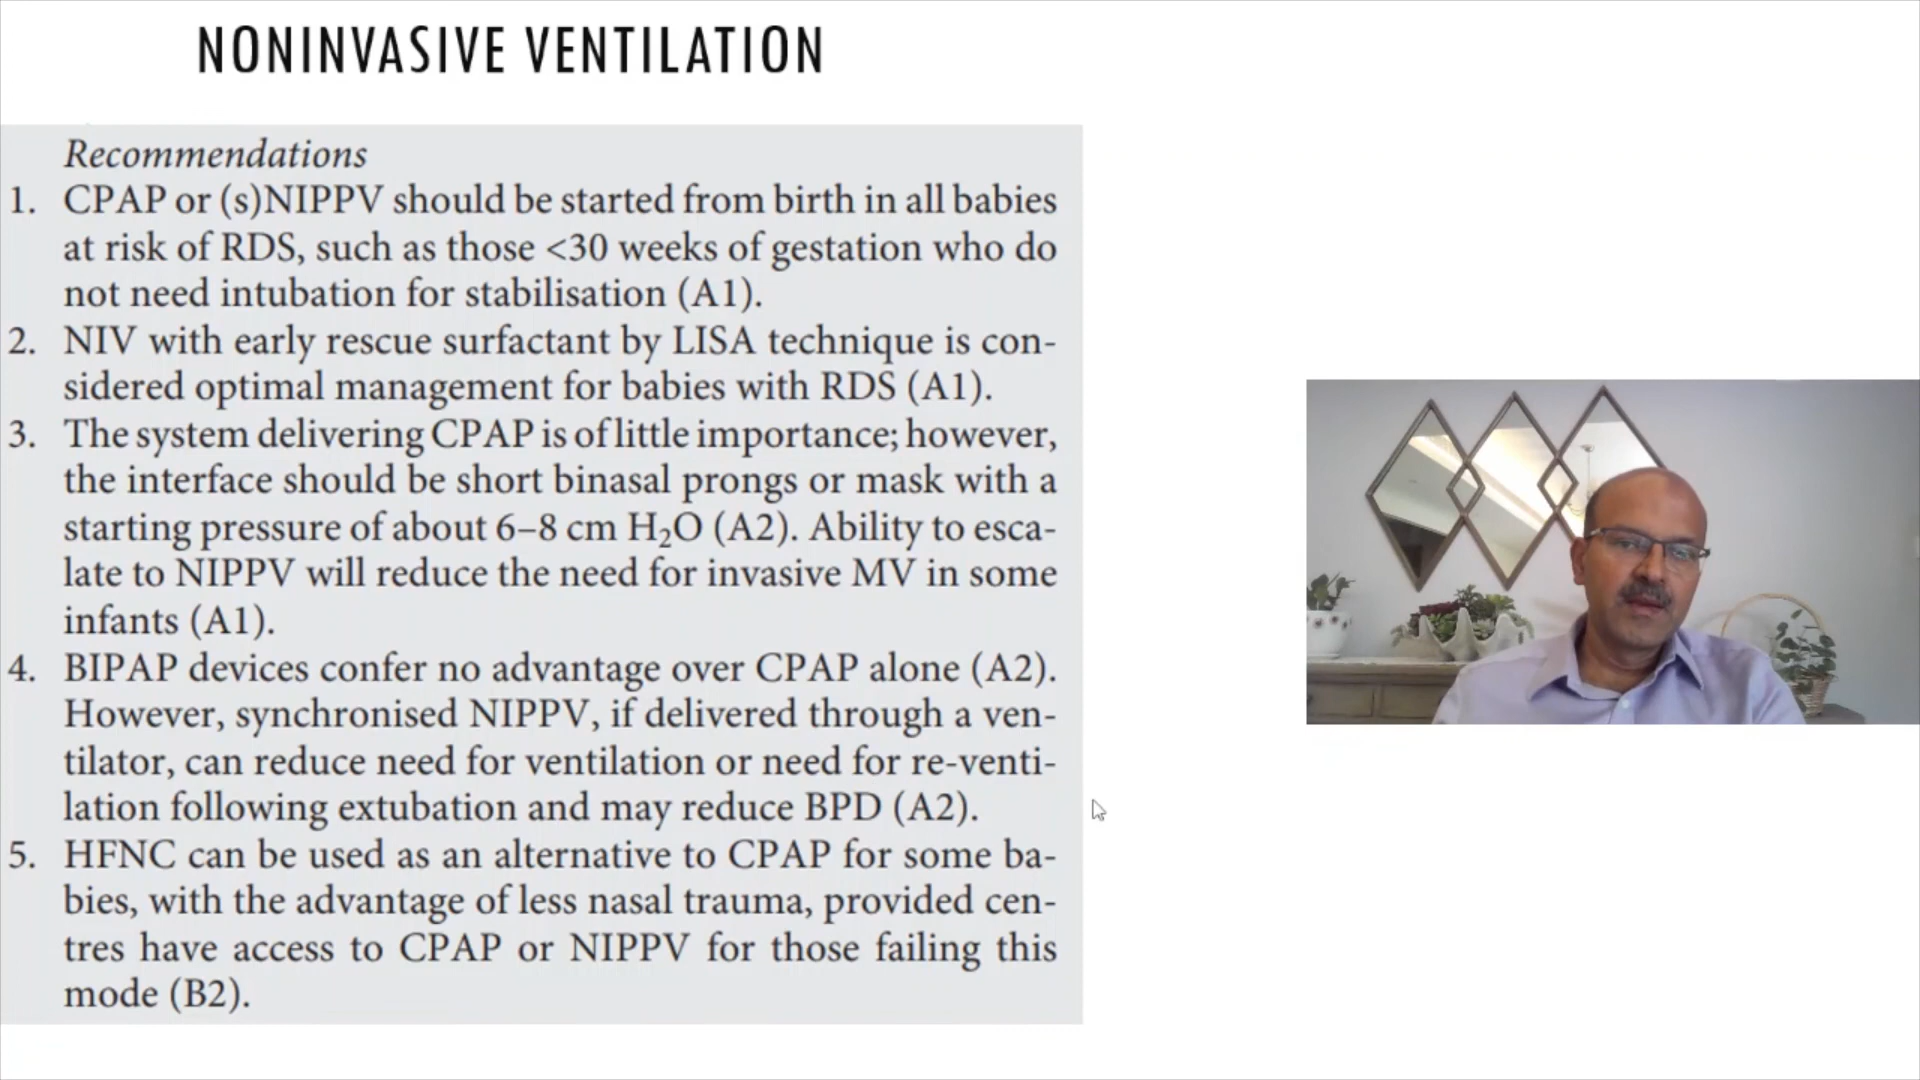 NONINVASIVE VENTILATION
Recommendations
1. CPAP or (s)NIPPV should be started from birth in all babies
at risk of RDS, such as those <30 weeks of gestation who do
not need intubation for stabilisation (A1).
2. NIV with early rescue surfactant by LISA technique is con-
sidered optimal management for babies with RDS (A1).
3. The system delivering CPAP is of little importance; however,
the interface should be short binasal prongs or mask with a
starting pressure of about 6–8 cm H₂O (A2). Ability to esca-
late to NIPPV will reduce the need for invasive MV in some
infants (A1).
4. BIPAP devices confer no advantage over CPAP alone (A2).
However, synchronised NIPPV, if delivered through a ven-
tilator, can reduce need for ventilation or need for re-venti-
lation following extubation and may reduce BPD (A2).
5. HFNC can be used as an alternative to CPAP for some ba-
bies, with the advantage of less nasal trauma, provided cen-
tres have access to CPAP or NIPPV for those failing this
mode (B2).